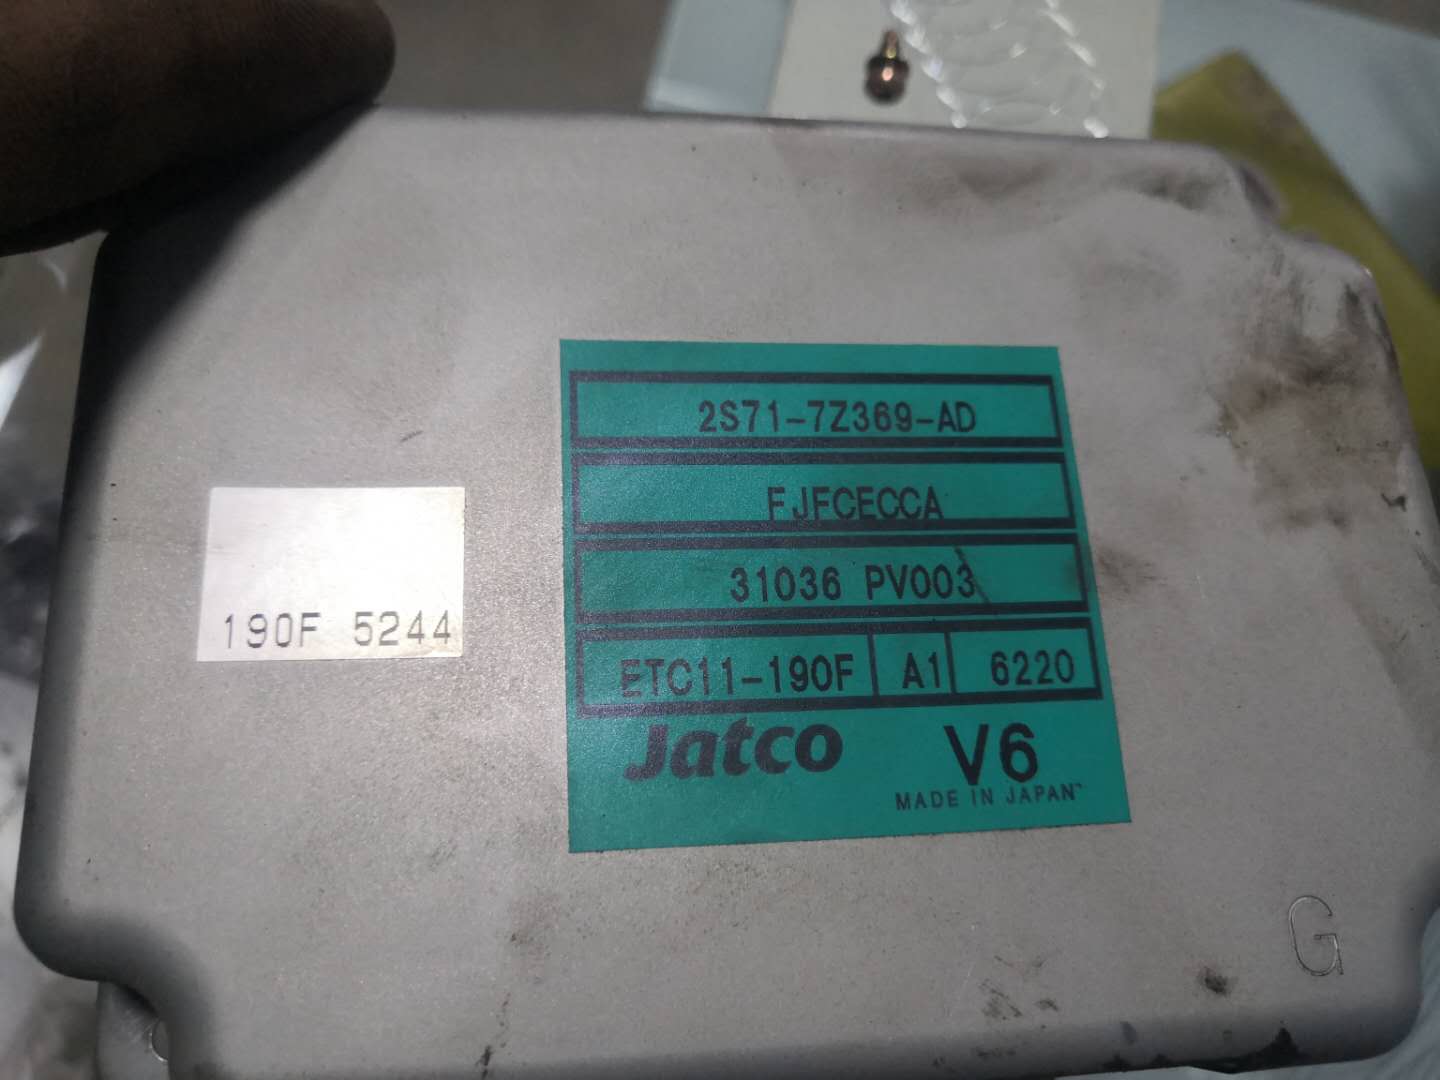 2S71-7Z369-AD
FJFCECCA
31036 PV003
190F 5244
ETC11-190F A1 6220
Jatco V6
MADE IN JAPAN
G